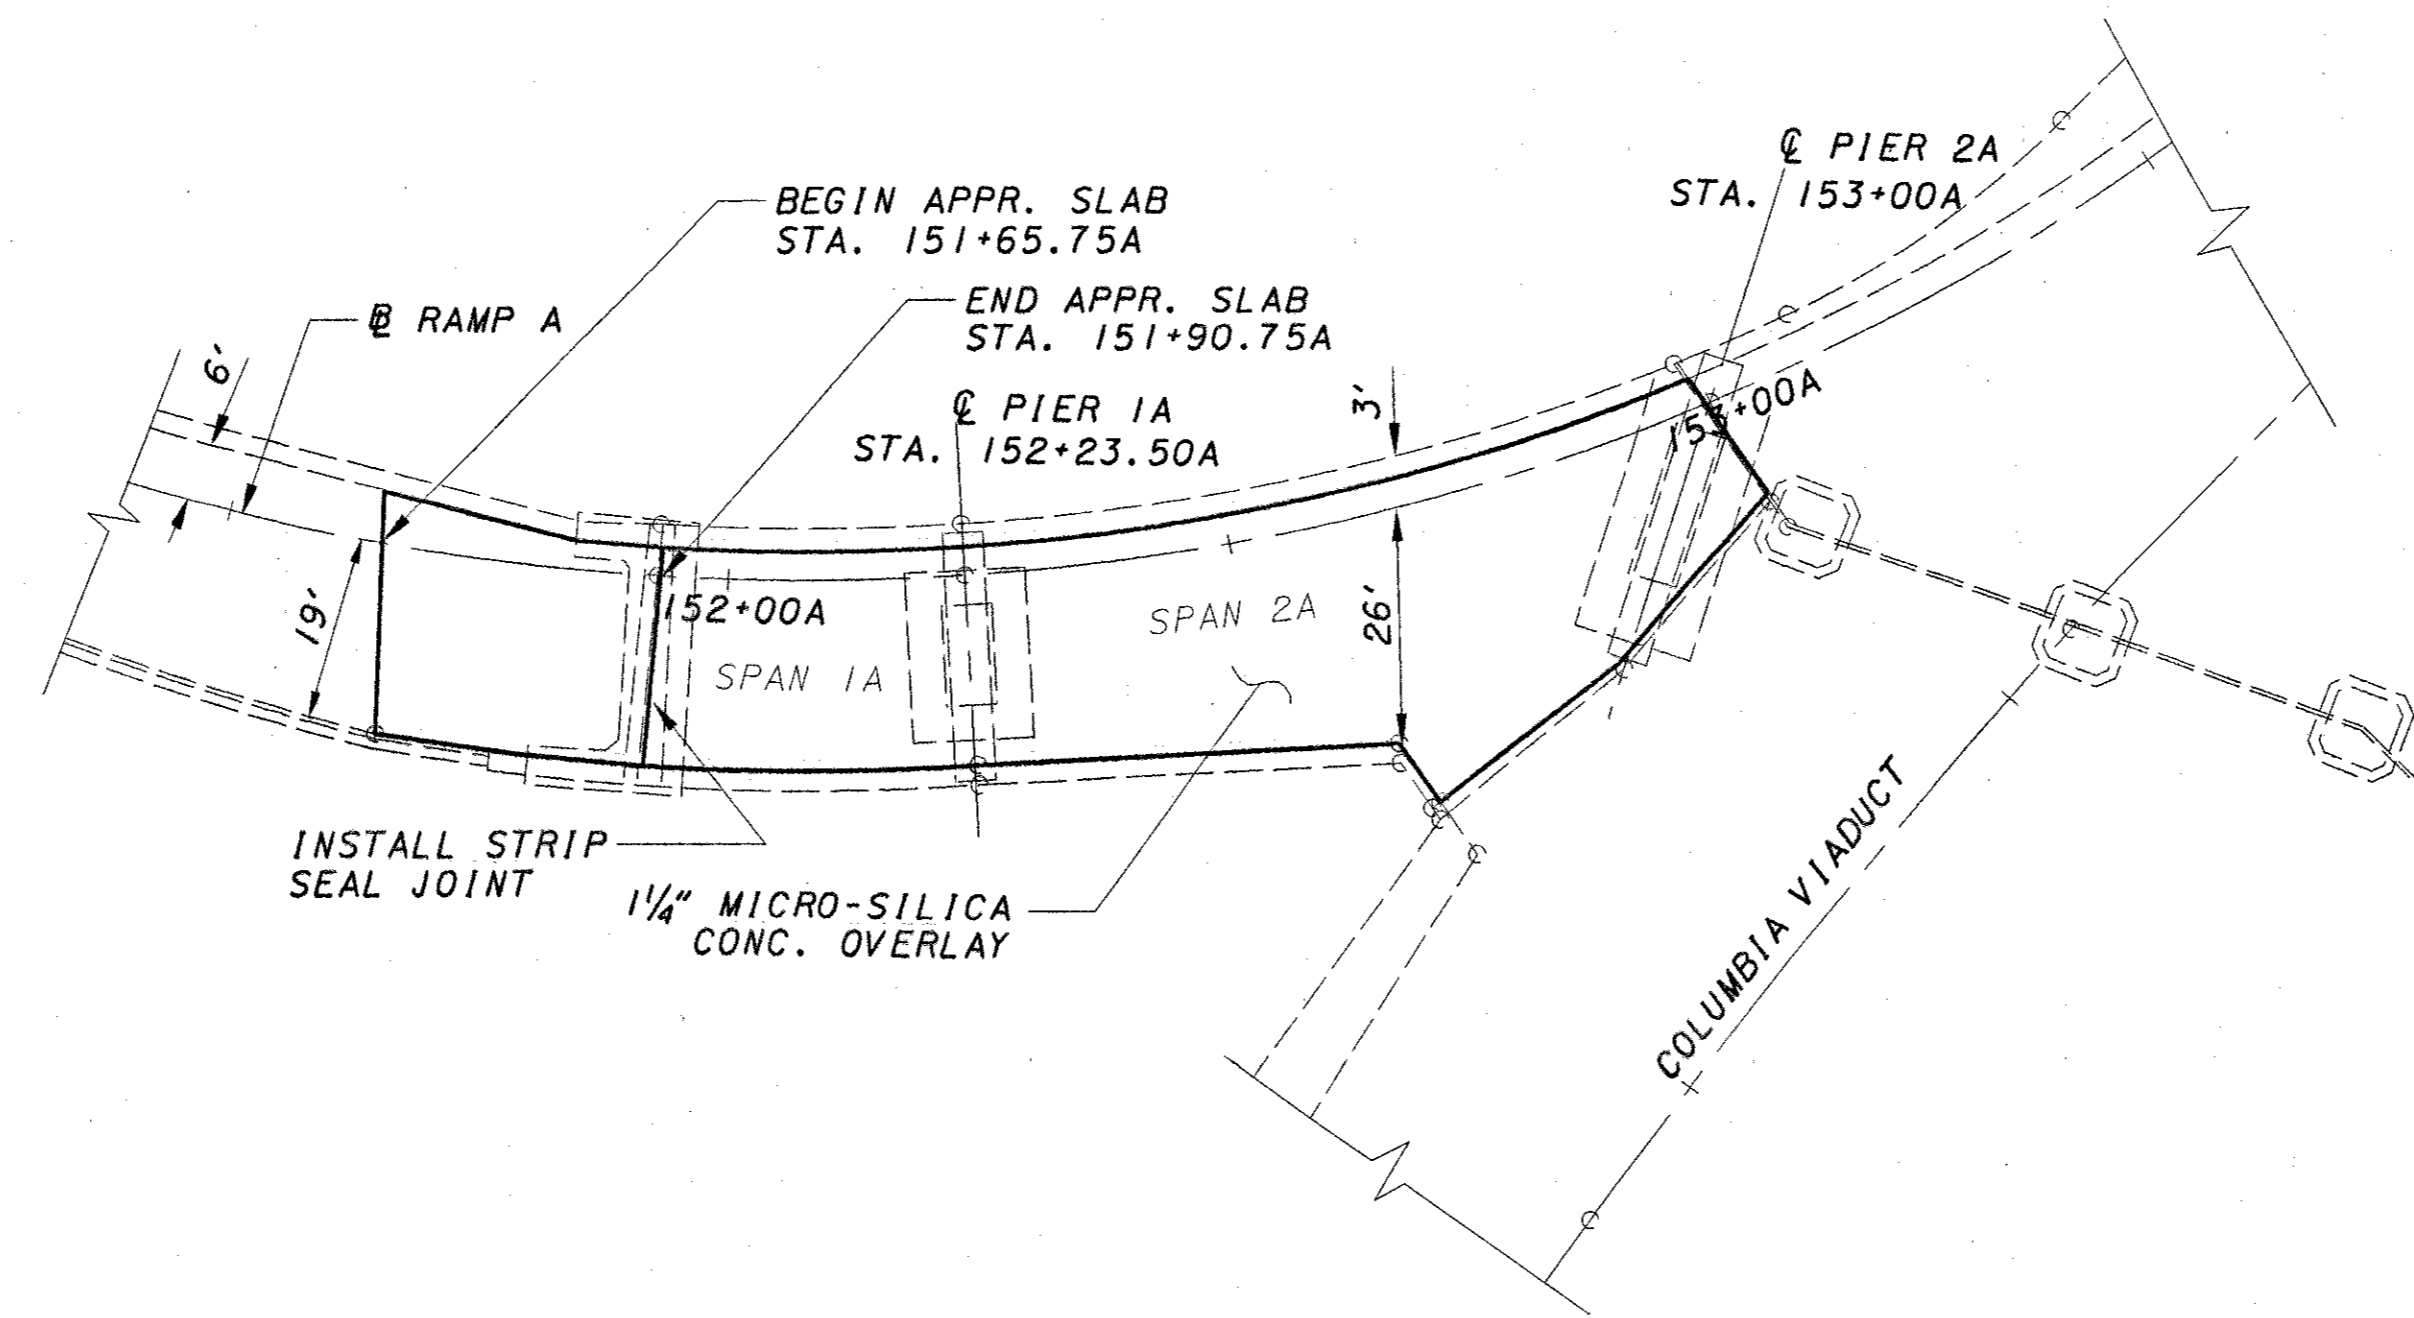 BEGIN APPR. SLAB
STA. 151+65.75A
℄ PIER 2A
STA. 153+00A
℄ RAMP A
END APPR. SLAB
STA. 151+90.75A
6'
℄ PIER 1A
STA. 152+23.50A
3'
153+00A
19'
152+00A
SPAN 1A
SPAN 2A
26'
INSTALL STRIP
SEAL JOINT
1¼" MICRO-SILICA
CONC. OVERLAY
COLUMBIA VIADUCT